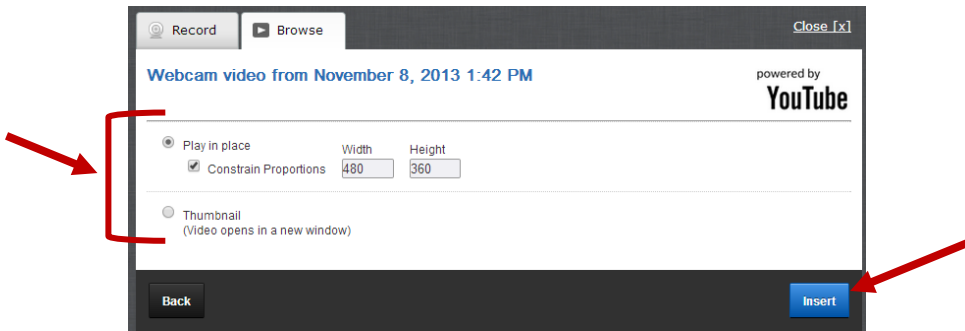 Record
Browse
Close [x]
Webcam video from November 8, 2013 1:42 PM
powered by
YouTube
Play in place
Width
Height
Constrain Proportions
480
360
Thumbnail
(Video opens in a new window)
Back
Insert